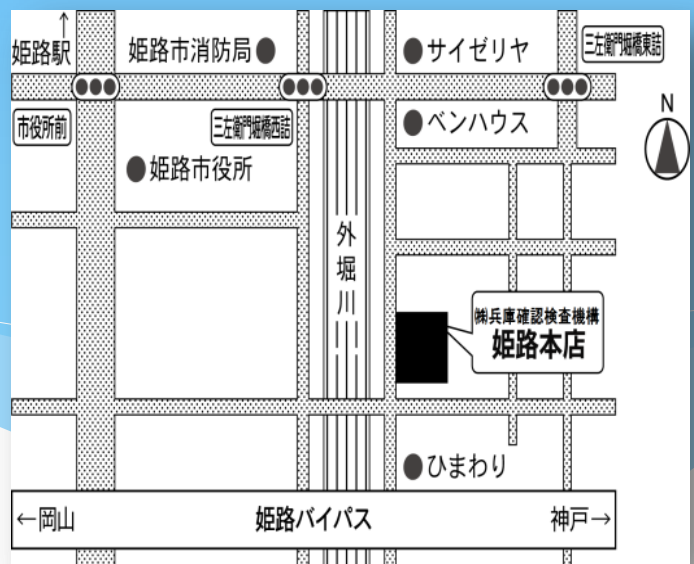 ↑
姫路駅
姫路市消防局
サイゼリヤ
三左衛門堀橋東詰
市役所前
三左衛門堀橋西詰
ベンハウス
N
姫路市役所
外堀川
㈱兵庫確認検査機構
姫路本店
ひまわり
←岡山
姫路バイパス
神戸→